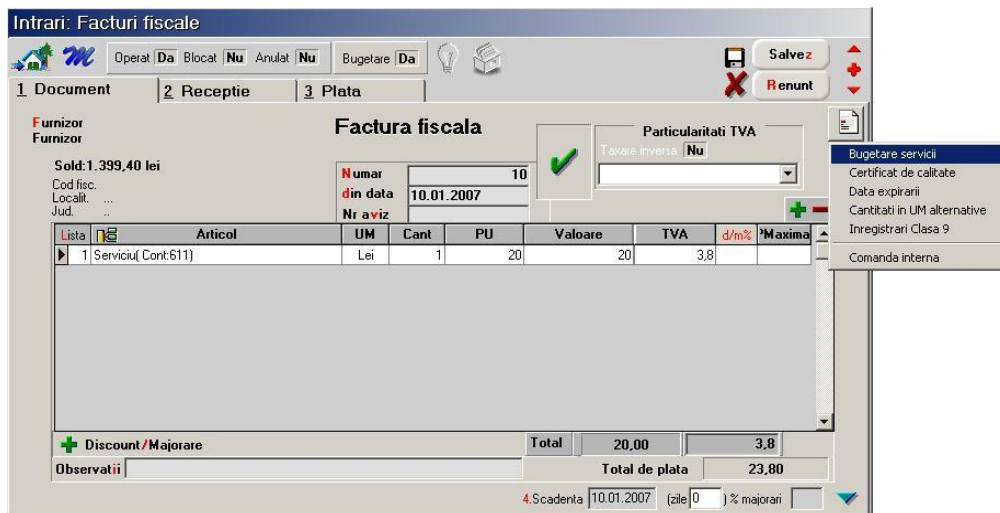 Intrari: Facturi fiscale
Operat Da Blocat Nu Anulat Nu Bugetare Da
Salvez
Renunt
1 Document 2 Receptie 3 Plata
Furnizor
Furnizor
Sold:1.399,40 lei
Cod fisc.
Localit. ...
Jud. ..
Factura fiscala
Numar 10
din data 10.01.2007
Nr aviz
Particularitati TVA
Taxare inversa Nu
Bugetare servicii
Certificat de calitate
Data expirarii
Cantitati in UM alternative
Inregistrari Clasa 9
Comanda interna
Lista Articol UM Cant PU Valoare TVA d/m% PMaxima
1 Serviciu( Cont:611) Lei 1 20 20 3,8
Discount/Majorare Total 20,00 3.8
Observatii Total de plata 23,80
4.Scadenta 10.01.2007 (zile 0 ) % majorari